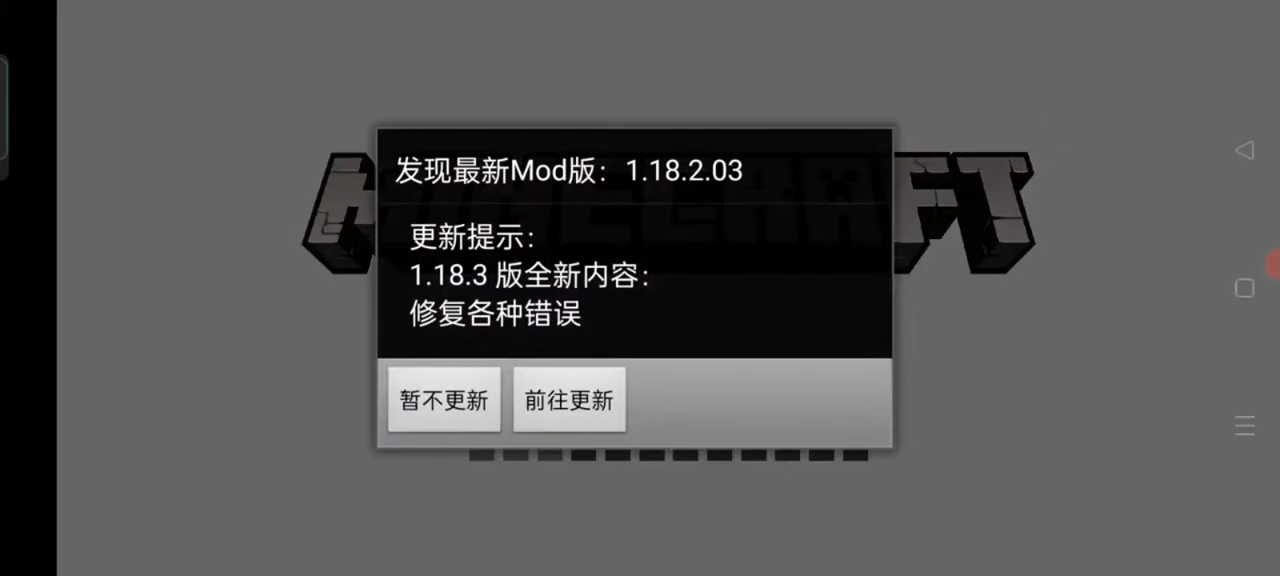 MINECRAFT
发现最新Mod版：1.18.2.03
更新提示：
1.18.3 版全新内容：
修复各种错误
暂不更新
前往更新